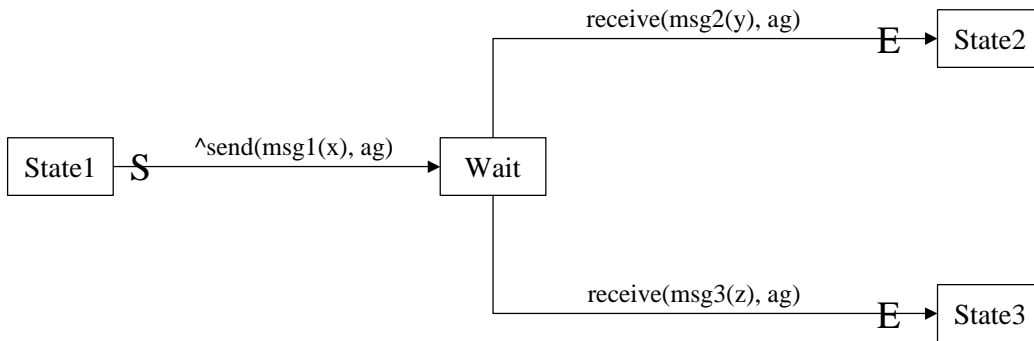 receive(msg2(y), ag)
E
State2
State1
S
^send(msg1(x), ag)
Wait
receive(msg3(z), ag)
E
State3